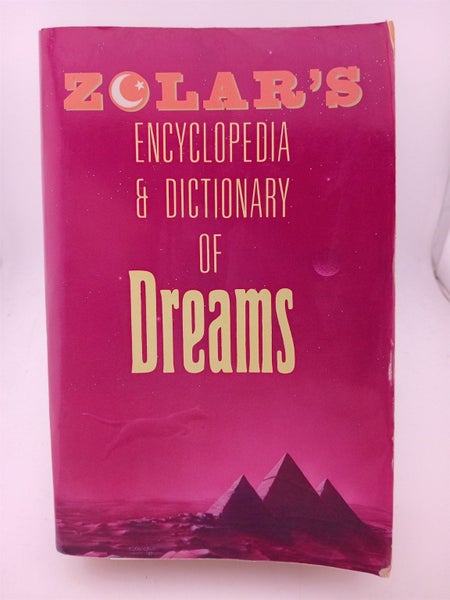 ZOLAR'S
ENCYCLOPEDIA
& DICTIONARY
OF
Dreams